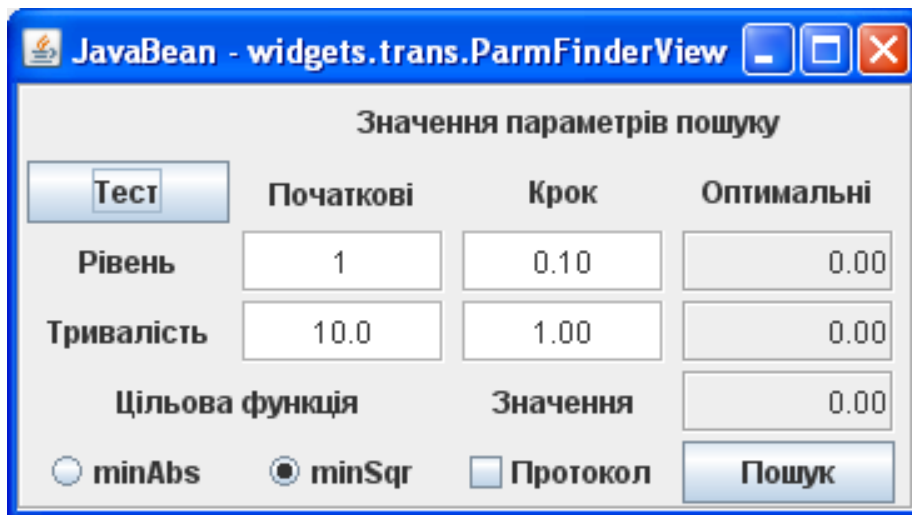 JavaBean - widgets.trans.ParmFinderView
Значення параметрів пошуку
Тест Початкові Крок Оптимальні
Рівень 1 0.10 0.00
Тривалість 10.0 1.00 0.00
Цільова функція Значення 0.00
minAbs minSqr Протокол Пошук